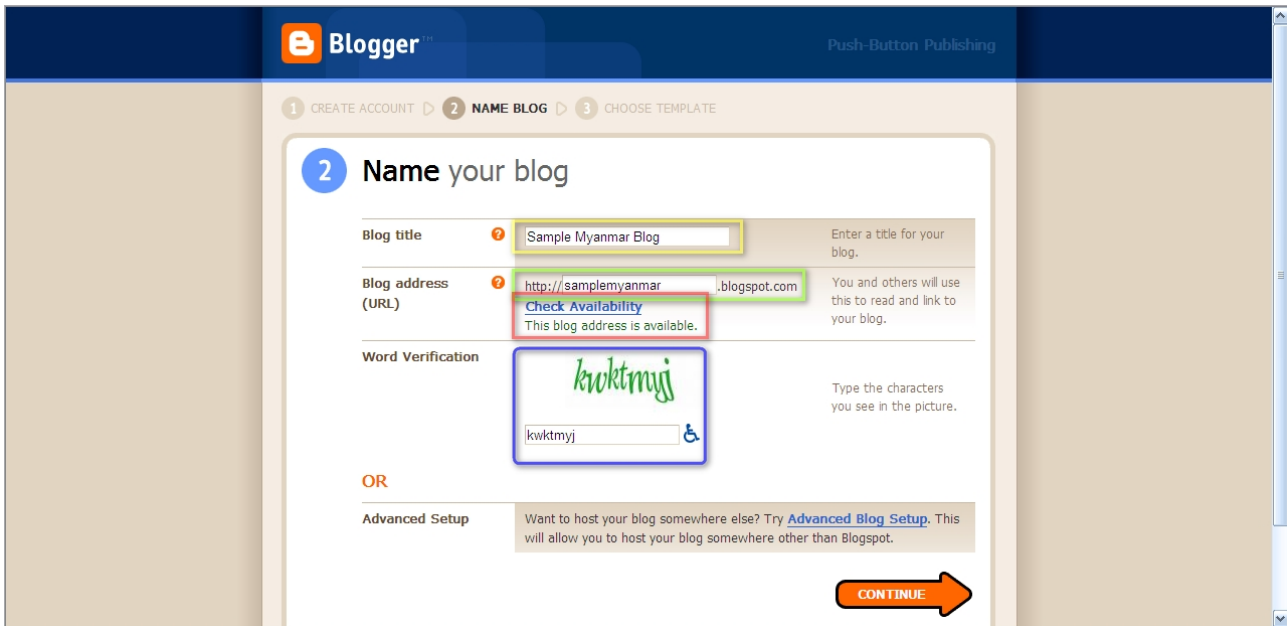 Blogger™
Push-Button Publishing
1 CREATE ACCOUNT 2 NAME BLOG 3 CHOOSE TEMPLATE
2 Name your blog
Blog title ? Sample Myanmar Blog
Enter a title for your
blog.
Blog address
(URL)
? http:// samplemyanmar .blogspot.com
Check Availability
This blog address is available.
You and others will use
this to read and link to
your blog.
Word Verification
kwktmyj
kwktmyj
Type the characters
you see in the picture.
OR
Advanced Setup
Want to host your blog somewhere else? Try Advanced Blog Setup. This
will allow you to host your blog somewhere other than Blogspot.
CONTINUE